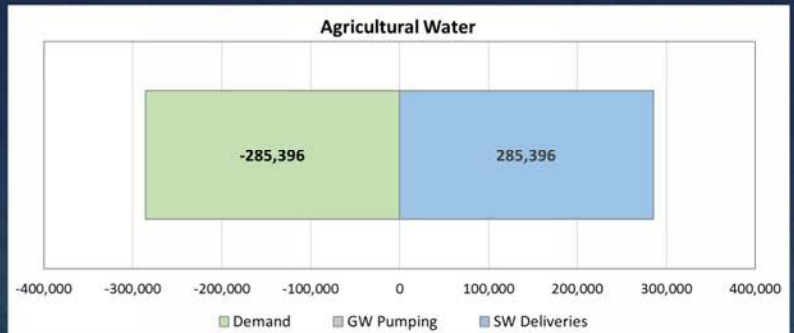 Agricultural Water
-285,396 285,396
-400,000 -300,000 -200,000 -100,000 0 100,000 200,000 300,000 400,000
Demand GW Pumping SW Deliveries